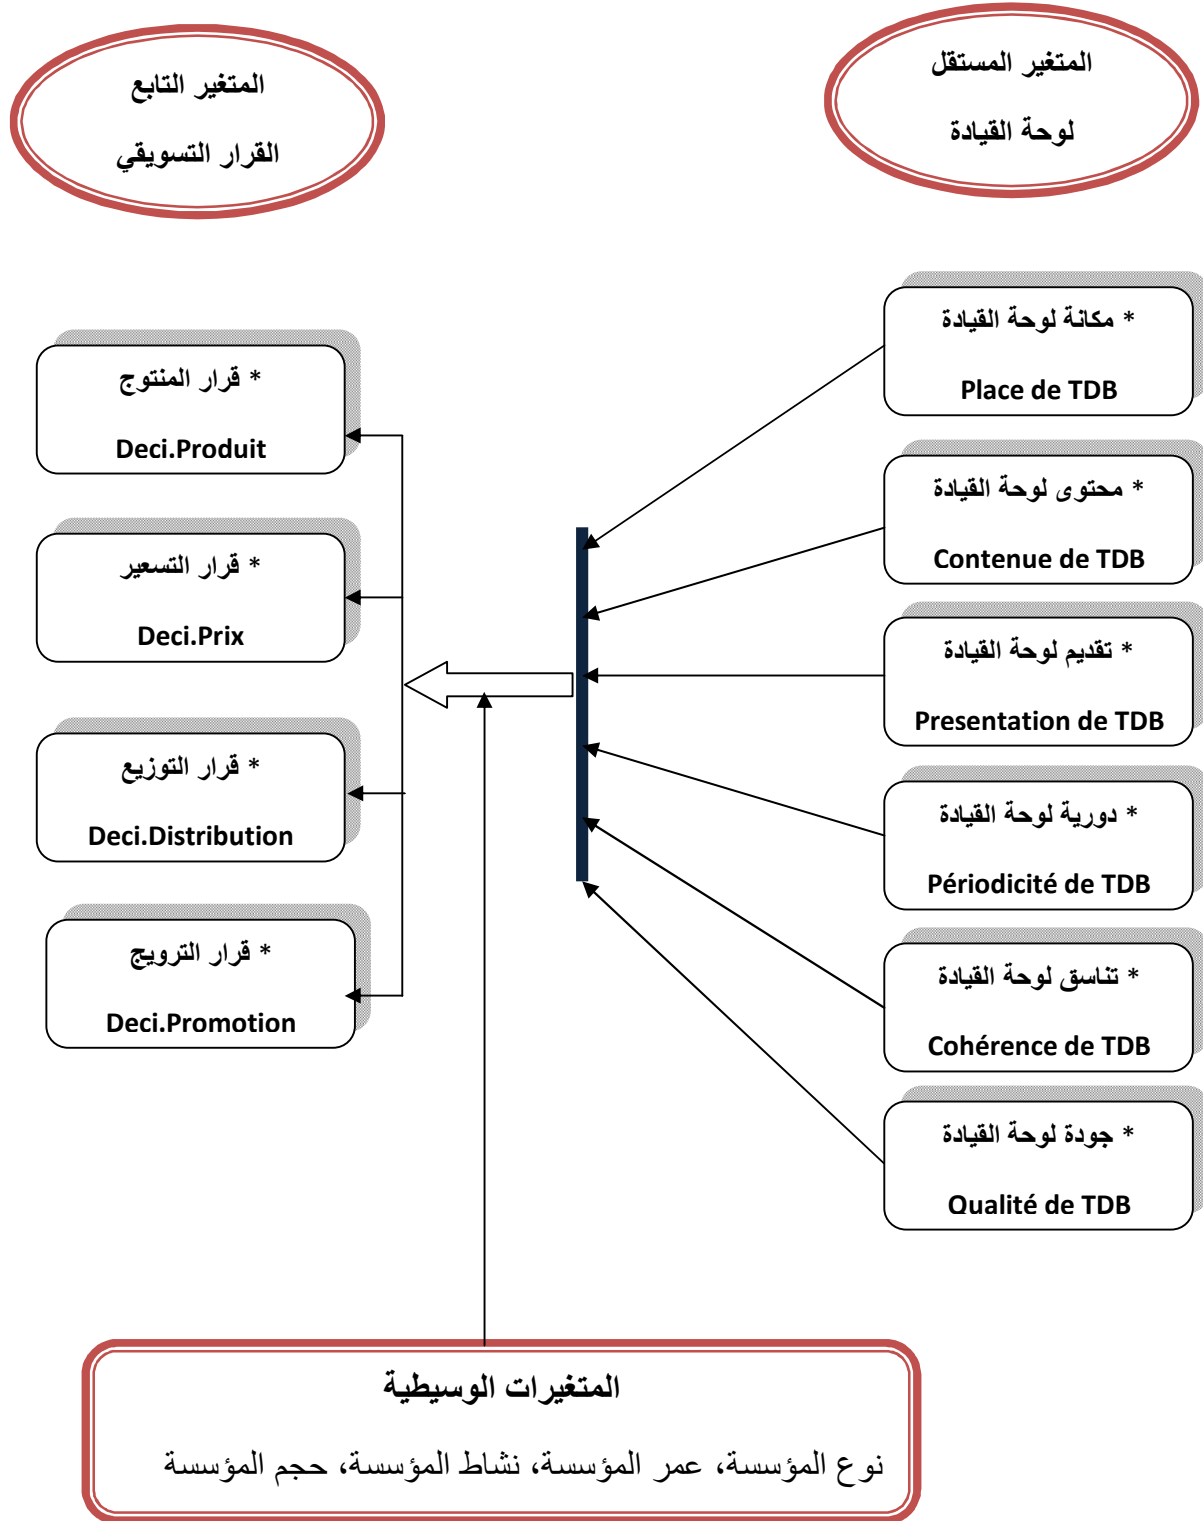 المتغير المستقل
لوحة القيادة
المتغير التابع
القرار التسويقي
* مكانة لوحة القيادة
Place de TDB
* محتوى لوحة القيادة
Contenue de TDB
* تقديم لوحة القيادة
Presentation de TDB
* دورية لوحة القيادة
Périodicité de TDB
* تناسق لوحة القيادة
Cohérence de TDB
* جودة لوحة القيادة
Qualité de TDB
* قرار المنتوج
Deci.Produit
* قرار التسعير
Deci.Prix
* قرار التوزيع
Deci.Distribution
* قرار الترويج
Deci.Promotion
المتغيرات الوسيطية
نوع المؤسسة، عمر المؤسسة، نشاط المؤسسة، حجم المؤسسة